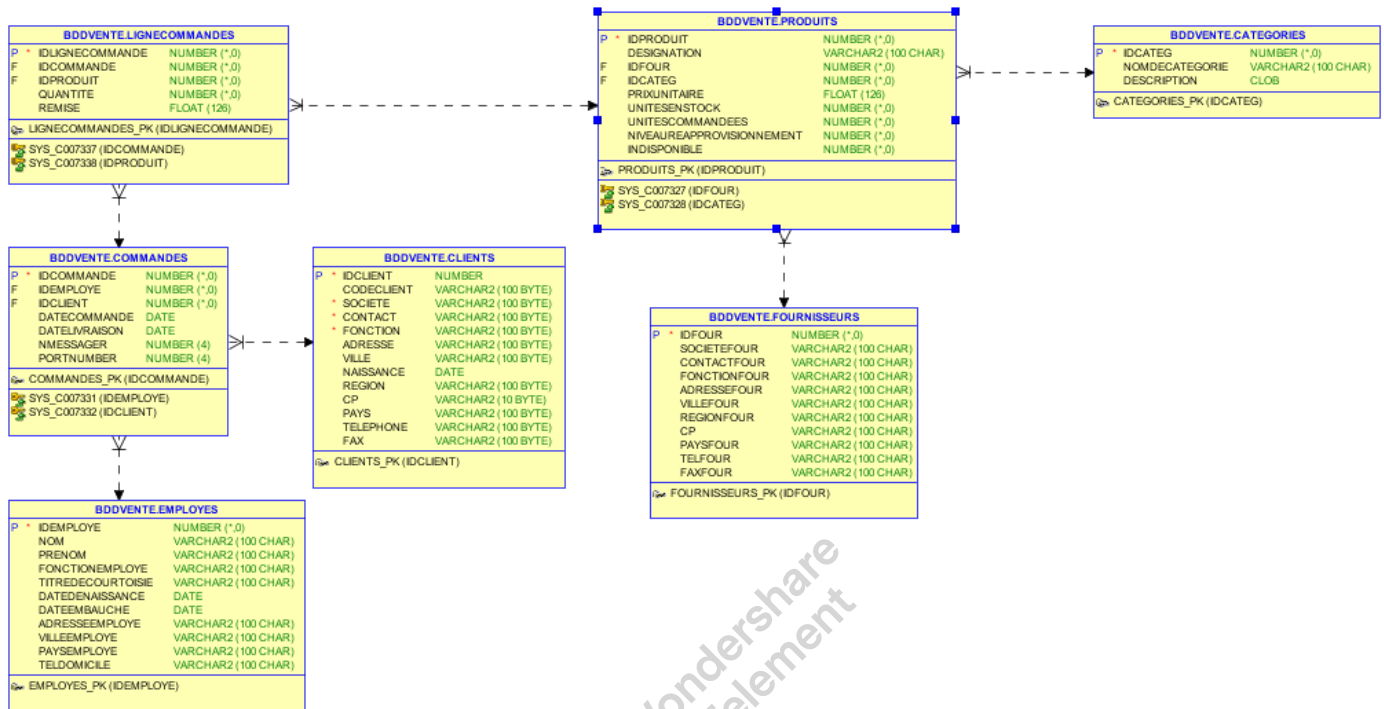 BDDVENTE.LIGNECOMMANDES
P * IDLIGNECOMMANDE NUMBER (*,0)
F IDCOMMANDE NUMBER (*,0)
F IDPRODUIT NUMBER (*,0)
QUANTITE NUMBER (*,0)
REMISE FLOAT (126)
LIGNECOMMANDES_PK (IDLIGNECOMMANDE)
SYS_C007337 (IDCOMMANDE)
SYS_C007338 (IDPRODUIT)
BDDVENTE.PRODUITS
P * IDPRODUIT NUMBER (*,0)
DESIGNATION VARCHAR2 (100 CHAR)
F IDFOUR NUMBER (*,0)
F IDCATEG NUMBER (*,0)
PRIXUNITAIRE FLOAT (126)
UNITESENSTOCK NUMBER (*,0)
UNITESCOMMANDEES NUMBER (*,0)
NIVEAUREAPPROVISIONNEMENT NUMBER (*,0)
INDISPONIBLE NUMBER (*,0)
PRODUITS_PK (IDPRODUIT)
SYS_C007327 (IDFOUR)
SYS_C007328 (IDCATEG)
BDDVENTE.CATEGORIES
P * IDCATEG NUMBER (*,0)
NOMDECATEGORIE VARCHAR2 (100 CHAR)
DESCRIPTION CLOB
CATEGORIES_PK (IDCATEG)
BDDVENTE.COMMANDES
P * IDCOMMANDE NUMBER (*,0)
F IDEMPLOYE NUMBER (*,0)
F IDCLIENT NUMBER (*,0)
DATECOMMANDE DATE
DATELIVRAISON DATE
NMESSAGER NUMBER (4)
PORTNUMBER NUMBER (4)
COMMANDES_PK (IDCOMMANDE)
SYS_C007331 (IDEMPLOYE)
SYS_C007332 (IDCLIENT)
BDDVENTE.CLIENTS
P * IDCLIENT NUMBER
CODECLIENT VARCHAR2 (100 BYTE)
* SOCIETE VARCHAR2 (100 BYTE)
* CONTACT VARCHAR2 (100 BYTE)
* FONCTION VARCHAR2 (100 BYTE)
ADRESSE VARCHAR2 (100 BYTE)
VILLE VARCHAR2 (100 BYTE)
NAISSANCE DATE
REGION VARCHAR2 (100 BYTE)
CP VARCHAR2 (10 BYTE)
PAYS VARCHAR2 (100 BYTE)
TELEPHONE VARCHAR2 (100 BYTE)
FAX VARCHAR2 (100 BYTE)
CLIENTS_PK (IDCLIENT)
BDDVENTE.FOURNISSEURS
P * IDFOUR NUMBER (*,0)
SOCIETEFOUR VARCHAR2 (100 CHAR)
CONTACTFOUR VARCHAR2 (100 CHAR)
FONCTIONFOUR VARCHAR2 (100 CHAR)
ADRESSEFOUR VARCHAR2 (100 CHAR)
VILLEFOUR VARCHAR2 (100 CHAR)
REGIONFOUR VARCHAR2 (100 CHAR)
CP VARCHAR2 (100 CHAR)
PAYSFOUR VARCHAR2 (100 CHAR)
TELFOUR VARCHAR2 (100 CHAR)
FAXFOUR VARCHAR2 (100 CHAR)
FOURNISSEURS_PK (IDFOUR)
BDDVENTE.EMPLOYES
P * IDEMPLOYE NUMBER (*,0)
NOM VARCHAR2 (100 CHAR)
PRENOM VARCHAR2 (100 CHAR)
FONCTIONEMPLOYE VARCHAR2 (100 CHAR)
TITREDECOURTOISIE VARCHAR2 (100 CHAR)
DATEDENAISSANCE DATE
DATEEMBAUCHE DATE
ADRESSEEMPLOYE VARCHAR2 (100 CHAR)
VILLEEMPLOYE VARCHAR2 (100 CHAR)
PAYSEMPLOYE VARCHAR2 (100 CHAR)
TELDOMICILE VARCHAR2 (100 CHAR)
EMPLOYES_PK (IDEMPLOYE)
ondershare
element